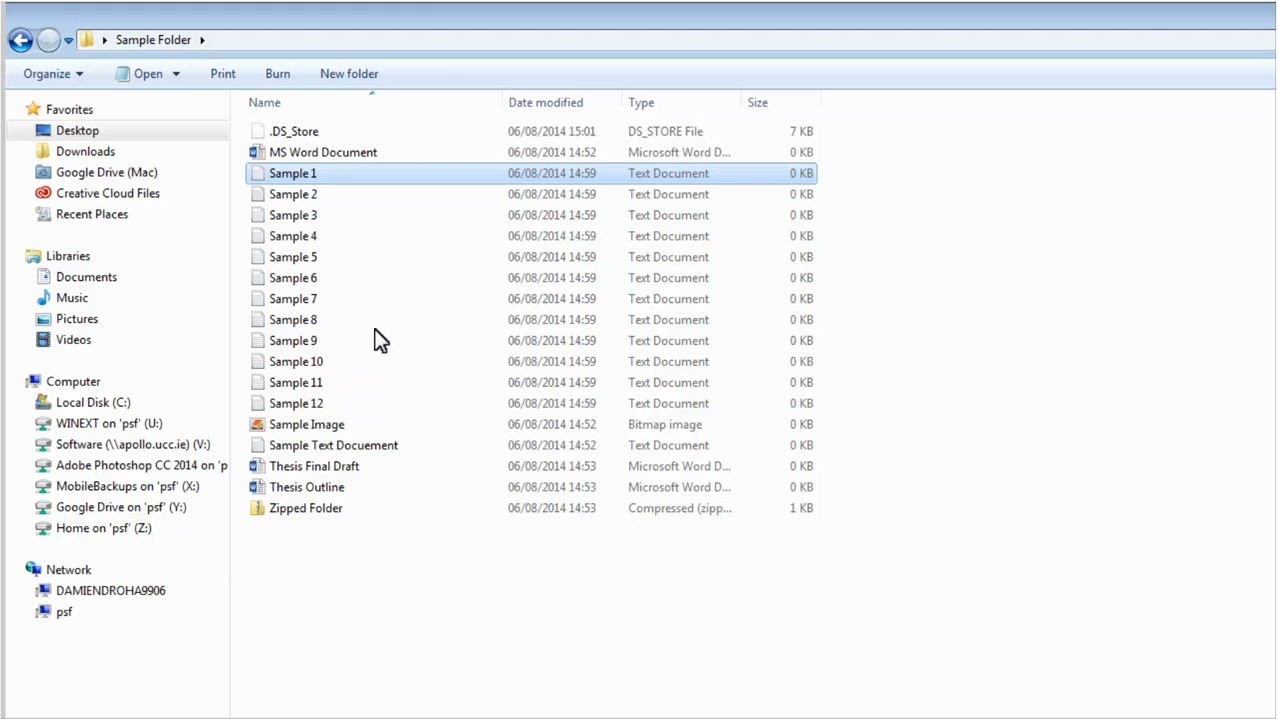 Sample Folder
Organize Open Print Burn New folder
Name Date modified Type Size
Favorites
Desktop
Downloads
Google Drive (Mac)
Creative Cloud Files
Recent Places
Libraries
Documents
Music
Pictures
Videos
Computer
Local Disk (C:)
WINEXT on 'psf' (U:)
Software (\\apollo.ucc.ie) (V:)
Adobe Photoshop CC 2014 on 'p
MobileBackups on 'psf' (X:)
Google Drive on 'psf' (Y:)
Home on 'psf' (Z:)
Network
DAMIENDROHA9906
psf
.DS_Store 06/08/2014 15:01 DS_STORE File 7 KB
MS Word Document 06/08/2014 14:52 Microsoft Word D... 0 KB
Sample 1 06/08/2014 14:59 Text Document 0 KB
Sample 2 06/08/2014 14:59 Text Document 0 KB
Sample 3 06/08/2014 14:59 Text Document 0 KB
Sample 4 06/08/2014 14:59 Text Document 0 KB
Sample 5 06/08/2014 14:59 Text Document 0 KB
Sample 6 06/08/2014 14:59 Text Document 0 KB
Sample 7 06/08/2014 14:59 Text Document 0 KB
Sample 8 06/08/2014 14:59 Text Document 0 KB
Sample 9 06/08/2014 14:59 Text Document 0 KB
Sample 10 06/08/2014 14:59 Text Document 0 KB
Sample 11 06/08/2014 14:59 Text Document 0 KB
Sample 12 06/08/2014 14:59 Text Document 0 KB
Sample Image 06/08/2014 14:52 Bitmap image 0 KB
Sample Text Docuement 06/08/2014 14:52 Text Document 0 KB
Thesis Final Draft 06/08/2014 14:53 Microsoft Word D... 0 KB
Thesis Outline 06/08/2014 14:53 Microsoft Word D... 0 KB
Zipped Folder 06/08/2014 14:53 Compressed (zipp... 1 KB